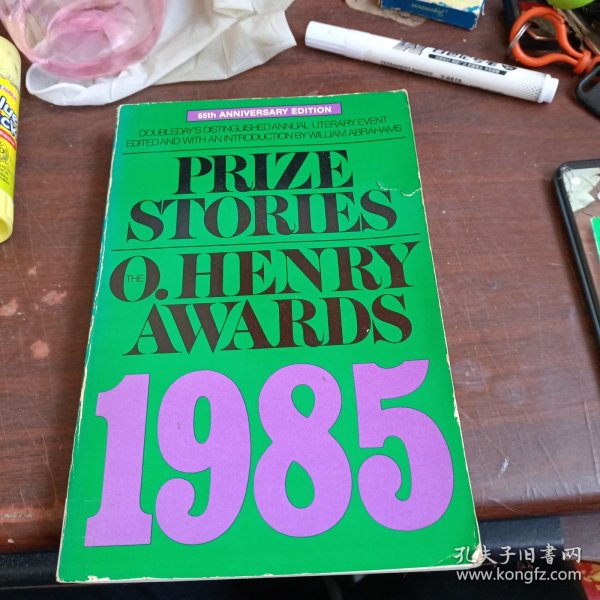 65th ANNIVERSARY EDITION
DOUBLEDAY'S DISTINGUISHED ANNUAL LITERARY EVENT
EDITED AND WITH AN INTRODUCTION BY WILLIAM ABRAHAMS
PRIZE
STORIES
THE O. HENRY
AWARDS
1985
孔夫子旧书网
www.kongfz.com